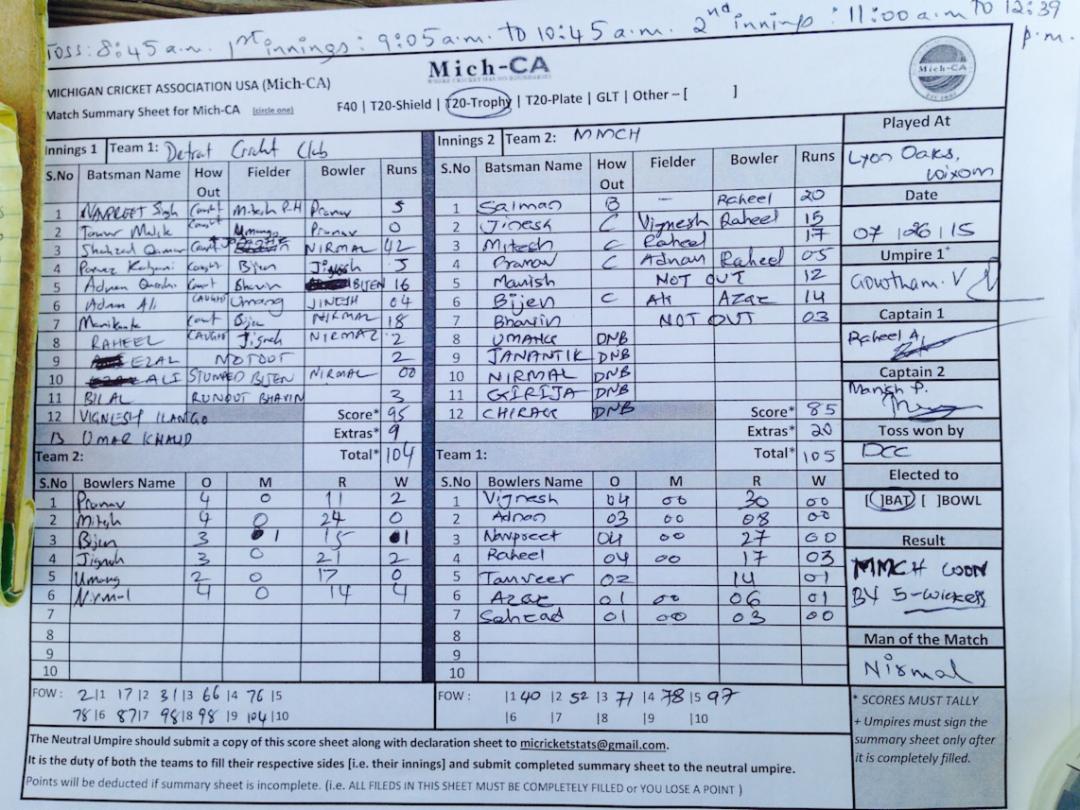 TOSS: 8:45 a.m. 1st innings: 9:05 a.m. TO 10:45 a.m. 2nd innings: 11:00 a.m TO 12:39 p.m.
Mich-CA
MICHIGAN CRICKET ASSOCIATION USA (Mich-CA)
Match Summary Sheet for Mich-CA (circle one) F40 | T20-Shield | T20-Trophy | T20-Plate | GLT | Other – [ ]
Mich-CA
Innings 1 Team 1: Detroit Cricket Club
S.No Batsman Name How Out Fielder Bowler Runs
1 NAVPREET Singh Caught Mitesh P.H Pranav 5
2 Malik Caught Umang Pranav 0
3 Shahzad NIRMAL 42
4 Parvez Kalyani Caught Bijen Jignesh 5
5 Adnan Caught Bhavin BIJEN 16
6 Adnan Ali CAUGHT Umang JINESH 04
7 Manikanta Caught Bijen NIRMAL 18
8 RAHEEL CAUGHT Jignesh NIRMAL 2
9 EZAL NOTOUT 2
10 ALI STUMPED BIJEN NIRMAL 00
11 BILAL RUNOUT BHAVIN 3
12 VIGNESH ILANGO Score* 95
13 UMAR KHALID Extras* 9
Team 2: Total* 104
S.No Bowlers Name O M R W
1 Pranav 4 0 11 2
2 Mitesh 4 0 24 0
3 Bijen 3 1 15 1
4 Jignesh 3 0 21 2
5 Umang 2 0 17 0
6 Nirmal 4 0 14 4
7
8
9
10
FOW: 2|1 17|2 31|3 66|4 76|5
78|6 87|7 98|8 98|9 104|10
Innings 2 Team 2: MMCH
S.No Batsman Name How Out Fielder Bowler Runs
1 Salman B – Raheel 20
2 Jinesh C Vignesh Raheel 15
3 Mitesh C Raheel 17
4 Pranav C Adnan Raheel 05
5 Manish NOT OUT 12
6 Bijen C Ali Azaz 14
7 Bhavin NOT OUT 03
8 UMANG DNB
9 JANANTIK DNB
10 NIRMAL DNB
11 GIRIJA DNB
12 CHIRAG DNB Score* 85
Extras* 20
Team 1: Total* 105
S.No Bowlers Name O M R W
1 Vignesh 04 00 30 00
2 Adnan 03 00 08 00
3 Navpreet 04 00 27 00
4 Raheel 04 00 17 03
5 Tanveer 02 14 01
6 Azaz 01 00 06 01
7 Sahead 01 00 03 00
8
9
10
FOW: |1 40 |2 52 |3 71 |4 78 |5 97
|6 |7 |8 |9 |10
Played At
Lyon Oaks,
Wixom
Date
07/26/15
Umpire 1+
Gowtham. V
Captain 1
Raheel A.
Captain 2
Manish P.
Toss won by
DCC
Elected to
[ ]BAT [ ]BOWL
Result
MMCH WON
BY 5-wickets
Man of the Match
Nirmal
* SCORES MUST TALLY
+ Umpires must sign the
summary sheet only after
it is completely filled.
The Neutral Umpire should submit a copy of this score sheet along with declaration sheet to micricketstats@gmail.com.
It is the duty of both the teams to fill their respective sides [i.e. their innings] and submit completed summary sheet to the neutral umpire.
Points will be deducted if summary sheet is incomplete. (i.e. ALL FILEDS IN THIS SHEET MUST BE COMPLETELY FILLED or YOU LOSE A POINT )